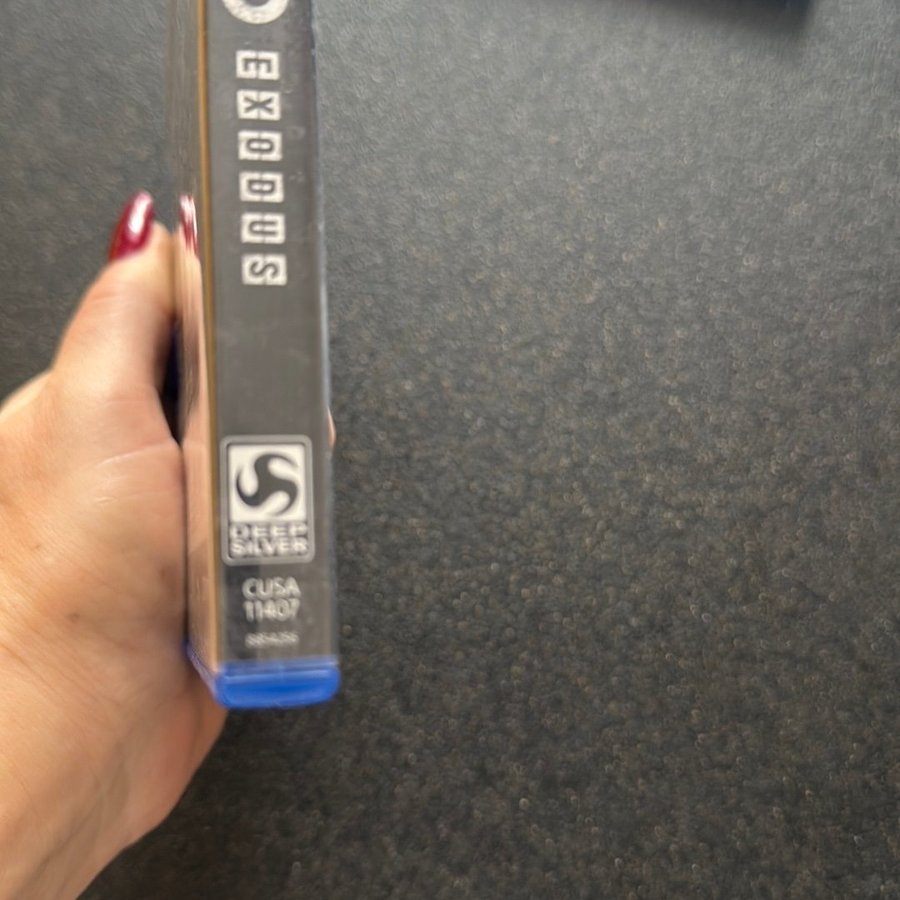 EXODUS
DEEP
SILVER
CUSA
11407